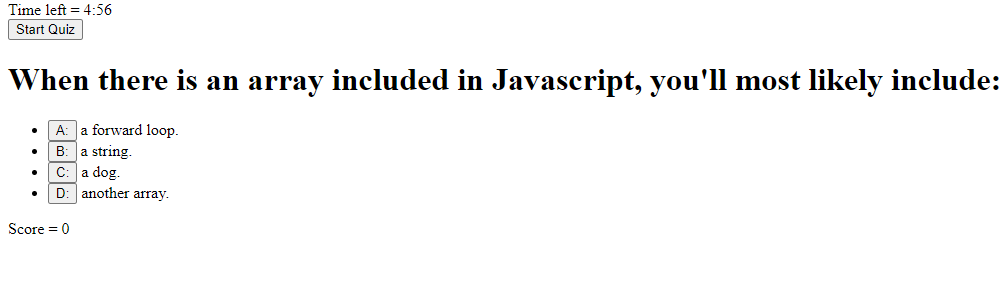 Time left = 4:56
Start Quiz
When there is an array included in Javascript, you'll most likely include:
A: a forward loop.
B: a string.
C: a dog.
D: another array.
Score = 0